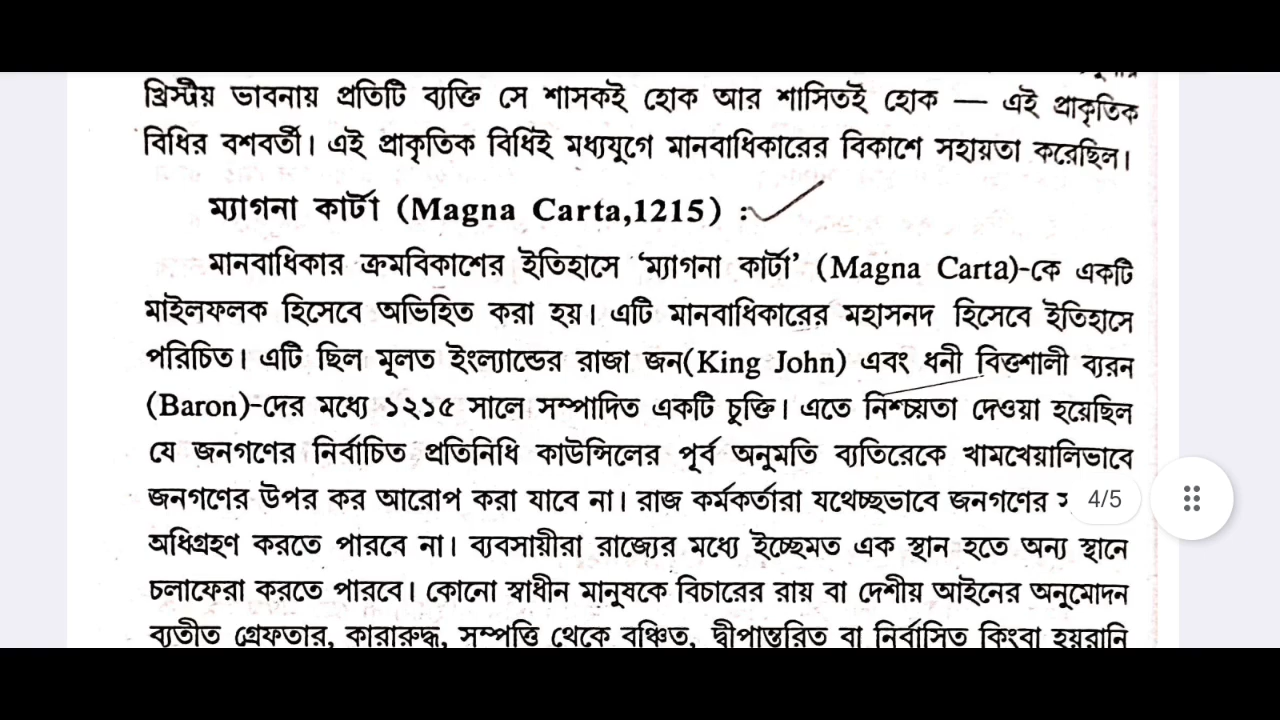 খ্রিস্টীয় ভাবনায় প্রতিটি ব্যক্তি সে শাসকই হোক আর শাসিতই হোক — এই প্রাকৃতিক
বিধির বশবর্তী। এই প্রাকৃতিক বিধিই মধ্যযুগে মানবাধিকারের বিকাশে সহায়তা করেছিল।
ম্যাগনা কার্টা (Magna Carta,1215) :
মানবাধিকার ক্রমবিকাশের ইতিহাসে ‘ম্যাগনা কার্টা’ (Magna Carta)-কে একটি
মাইলফলক হিসেবে অভিহিত করা হয়। এটি মানবাধিকারের মহাসনদ হিসেবে ইতিহাসে
পরিচিত। এটি ছিল মূলত ইংল্যান্ডের রাজা জন(King John) এবং ধনী বিত্তশালী ব্যরন
(Baron)-দের মধ্যে ১২১৫ সালে সম্পাদিত একটি চুক্তি। এতে নিশ্চয়তা দেওয়া হয়েছিল
যে জনগণের নির্বাচিত প্রতিনিধি কাউন্সিলের পূর্ব অনুমতি ব্যতিরেকে খামখেয়ালিভাবে
জনগণের উপর কর আরোপ করা যাবে না। রাজ কর্মকর্তারা যথেচ্ছভাবে জনগণের
4/5
অধিগ্রহণ করতে পারবে না। ব্যবসায়ীরা রাজ্যের মধ্যে ইচ্ছেমত এক স্থান হতে অন্য স্থানে
চলাফেরা করতে পারবে। কোনো স্বাধীন মানুষকে বিচারের রায় বা দেশীয় আইনের অনুমোদন
ব্যতীত গ্রেফতার, কারারুদ্ধ, সম্পত্তি থেকে বঞ্চিত, দ্বীপান্তরিত বা নির্বাসিত কিংবা হয়রানি